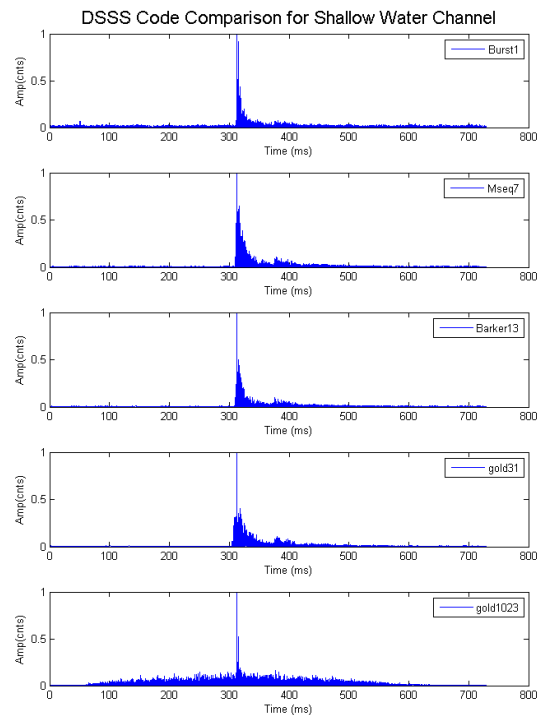 DSSS Code Comparison for Shallow Water Channel
1
0.5
0
Amp(cnts)
Burst1
0 100 200 300 400 500 600 700 800
Time (ms)
1
0.5
0
Amp(cnts)
Mseq7
0 100 200 300 400 500 600 700 800
Time (ms)
1
0.5
0
Amp(cnts)
Barker13
0 100 200 300 400 500 600 700 800
Time (ms)
1
0.5
0
Amp(cnts)
gold31
0 100 200 300 400 500 600 700 800
Time (ms)
1
0.5
0
Amp(cnts)
gold1023
0 100 200 300 400 500 600 700 800
Time (ms)